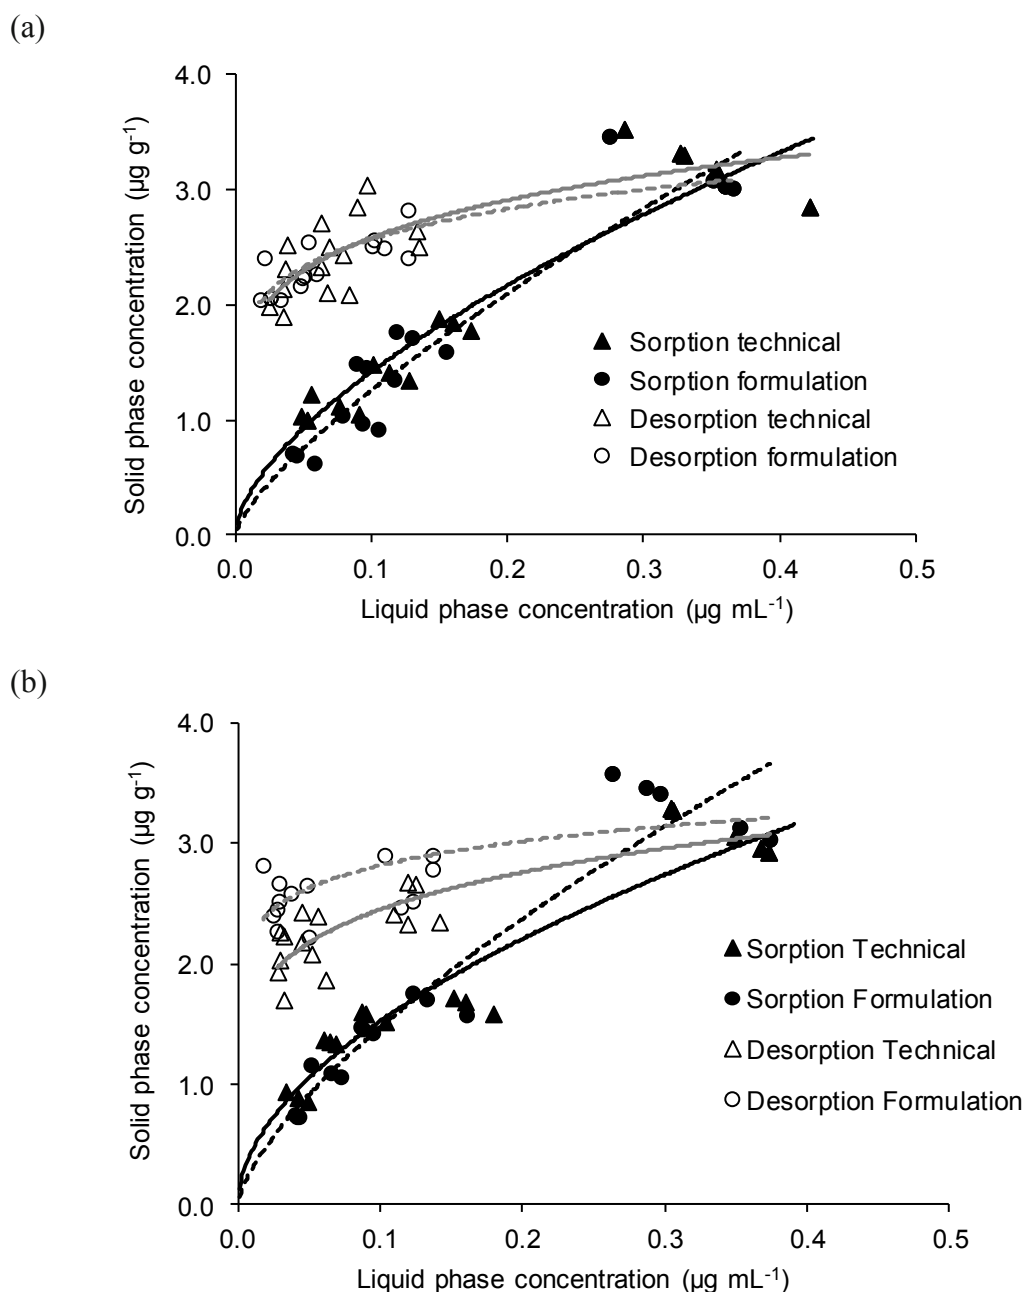 (a)
Solid phase concentration (µg g⁻¹)
4.0
3.0
2.0
1.0
0.0
Sorption technical
Sorption formulation
Desorption technical
Desorption formulation
0.0 0.1 0.2 0.3 0.4 0.5
Liquid phase concentration (µg mL⁻¹)
(b)
Solid phase concentration (µg g⁻¹)
4.0
3.0
2.0
1.0
0.0
Sorption Technical
Sorption Formulation
Desorption Technical
Desorption Formulation
0.0 0.1 0.2 0.3 0.4 0.5
Liquid phase concentration (µg mL⁻¹)